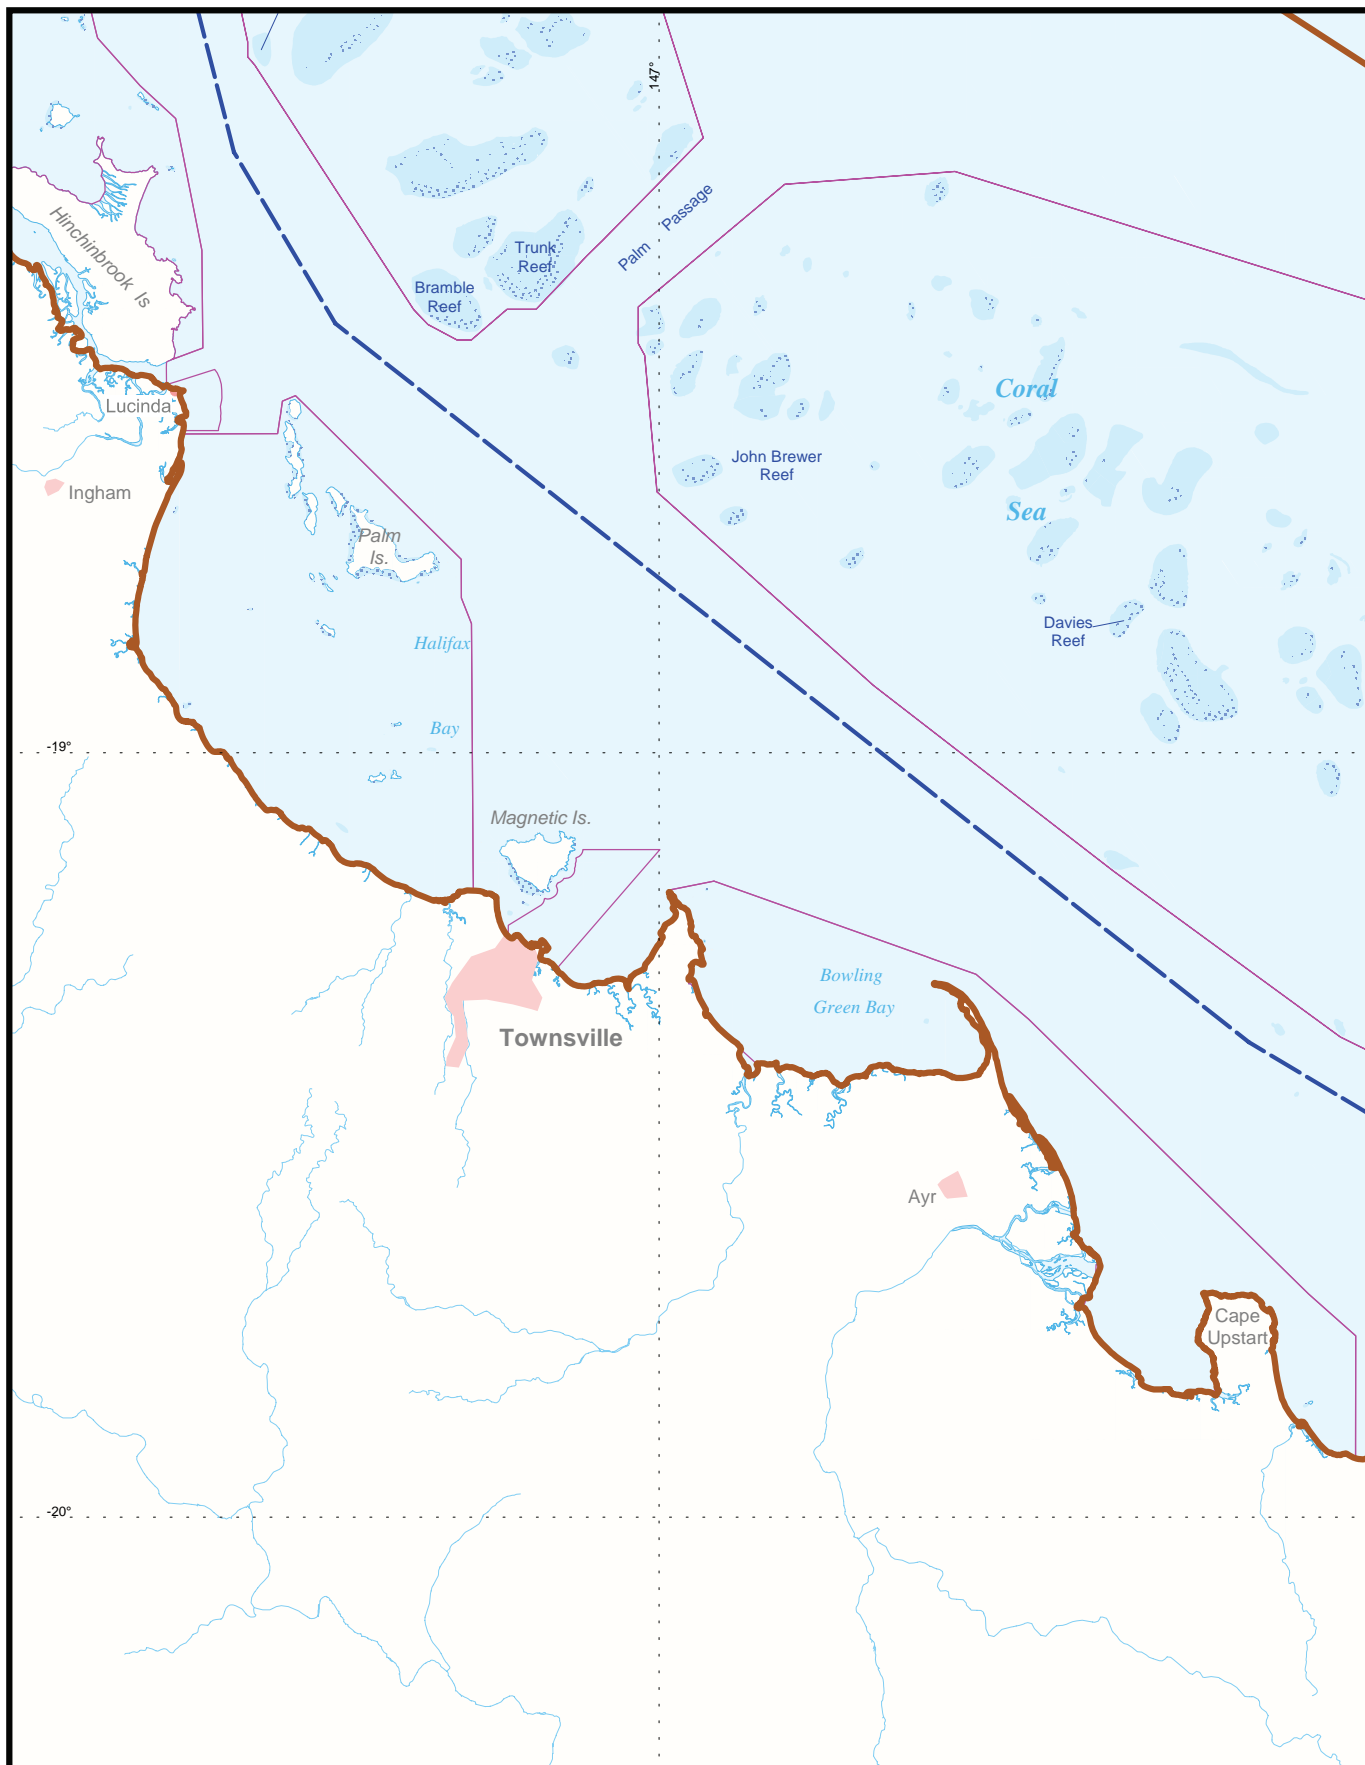 147°
Hinchinbrook Is
Palm Passage
Trunk
Reef
Bramble
Reef
Lucinda
Coral
John Brewer
Reef
Ingham
Sea
Palm
Is.
Davies
Reef
Halifax
Bay
-19°
Magnetic Is.
Bowling
Green Bay
Townsville
Ayr
Cape
Upstart
-20°